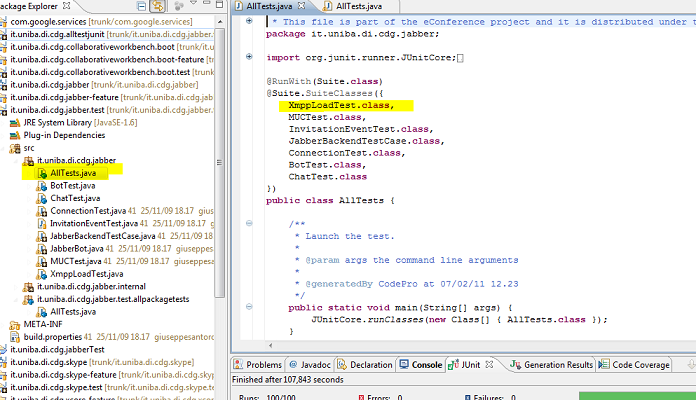 ackage Explorer
com.google.services [trunk/com.google.services]
it.uniba.di.cdg.alltestjunit [trunk/it.uniba.di.cdg.jabber.
it.uniba.di.cdg.collaborativeworkbench.boot [trunk/it
it.uniba.di.cdg.collaborativeworkbench.boot-feature [
it.uniba.di.cdg.collaborativeworkbench.boot.test [trun
it.uniba.di.cdg.jabber [trunk/it.uniba.di.cdg.jabber]
it.uniba.di.cdg.jabber-feature [trunk/it.uniba.di.cdg.ja
it.uniba.di.cdg.jabber.test [trunk/it.uniba.di.cdg.jabbe
JRE System Library [JavaSE-1.6]
Plug-in Dependencies
src
it.uniba.di.cdg.jabber
AllTests.java
BotTest.java
ChatTest.java
ConnectionTest.java 41 25/11/09 18.17 giusep
InvitationEventTest.java 41 25/11/09 18.17 giu
JabberBackendTestCase.java 41 25/11/09 18.17
JabberBot.java 41 25/11/09 18.17 giuseppesan
MUCTest.java 41 25/11/09 18.17 giuseppesa
XmppLoadTest.java
it.uniba.di.cdg.jabber.internal
it.uniba.di.cdg.jabber.test.allpackagetests
AllTests.java
META-INF
build.properties 41 25/11/09 18.17 giuseppesantoro
it.uniba.di.cdg.jabberTest
it.uniba.di.cdg.skype [trunk/it.uniba.di.cdg.skype]
it.uniba.di.cdg.skype-feature [trunk/it.uniba.di.cdg.sky
it.uniba.di.cdg.skype.test [trunk/it.uniba.di.cdg.skype.
AllTests.java
AllTests.java
* This file is part of the eConference project and it is distributed under t
package it.uniba.di.cdg.jabber;
import org.junit.runner.JUnitCore;
@RunWith(Suite.class)
@Suite.SuiteClasses({
XmppLoadTest.class,
MUCTest.class,
InvitationEventTest.class,
JabberBackendTestCase.class,
ConnectionTest.class,
BotTest.class,
ChatTest.class
})
public class AllTests {
/**
* Launch the test.
*
* @param args the command line arguments
*
* @generatedBy CodePro at 07/02/11 12.23
*/
public static void main(String[] args) {
JUnitCore.runClasses(new Class[] { AllTests.class });
}
Problems @ Javadoc Declaration Console JUnit Generation Results Code Coverage
Finished after 107,843 seconds
Runs: 100/100 Errors: 0 Failures: 0